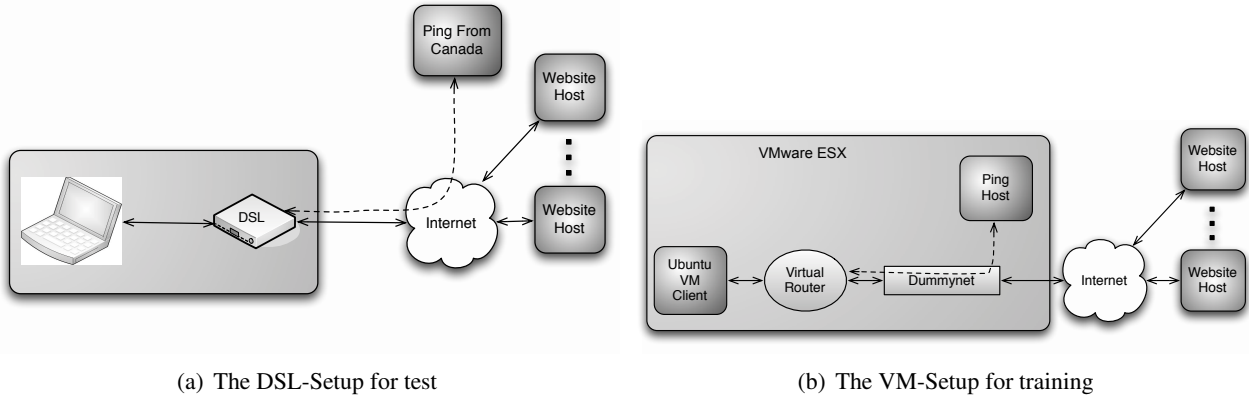 Ping From
Canada
Website
Host
DSL
Internet
Website
Host
(a) The DSL-Setup for test
VMware ESX
Ping
Host
Website
Host
Ubuntu
VM
Client
Virtual
Router
Dummynet
Internet
Website
Host
(b) The VM-Setup for training